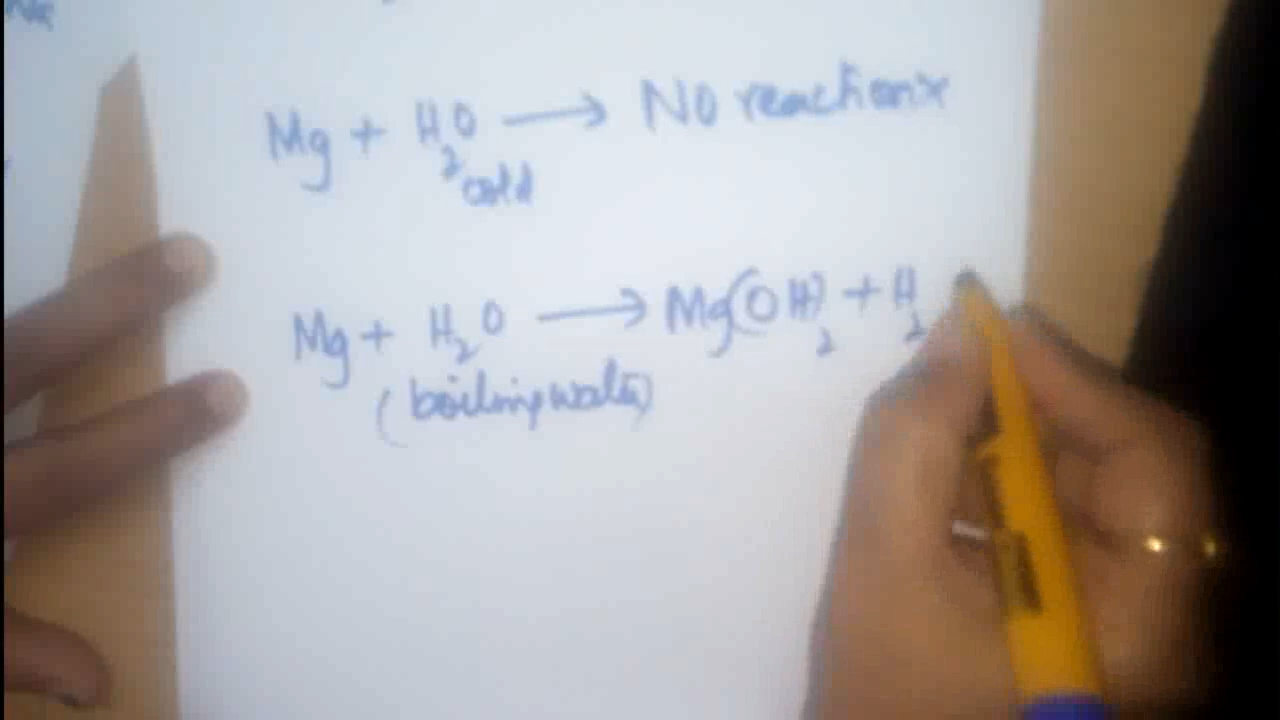 Mg + H₂O ⟶ No reaction x
cold
Mg + H₂O ⟶ Mg(OH)₂ + H₂
(boiling water)